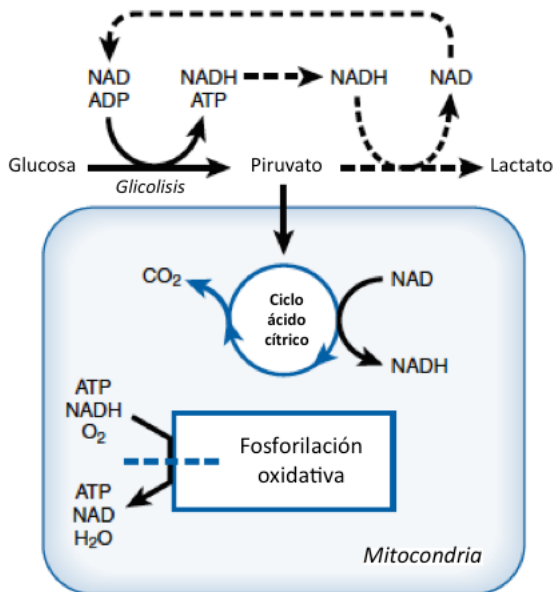 NAD
ADP
NADH
ATP
NADH
NAD
Glucosa
Glicolisis
Piruvato
Lactato
CO₂
Ciclo
ácido
cítrico
NAD
NADH
ATP
NADH
O₂
Fosforilación
oxidativa
ATP
NAD
H₂O
Mitocondria